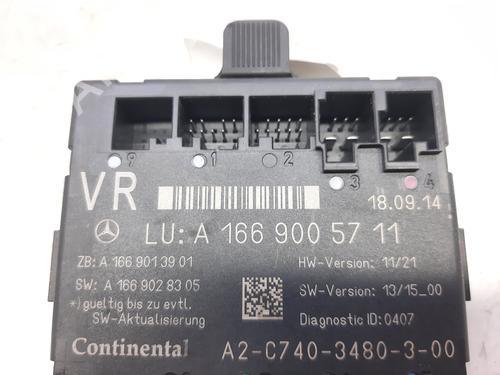 9 1 2 3 4
VR
18.09.14
LU: A 166 900 57 11
ZB: A 166 901 39 01
HW-Version: 11/21
SW: A 166 902 83 05
SW-Version: 13/15_00
*) gueltig bis zu evtl.
SW-Aktualisierung
Diagnostic ID: 0407
Continental
A2-C740-3480-3-00